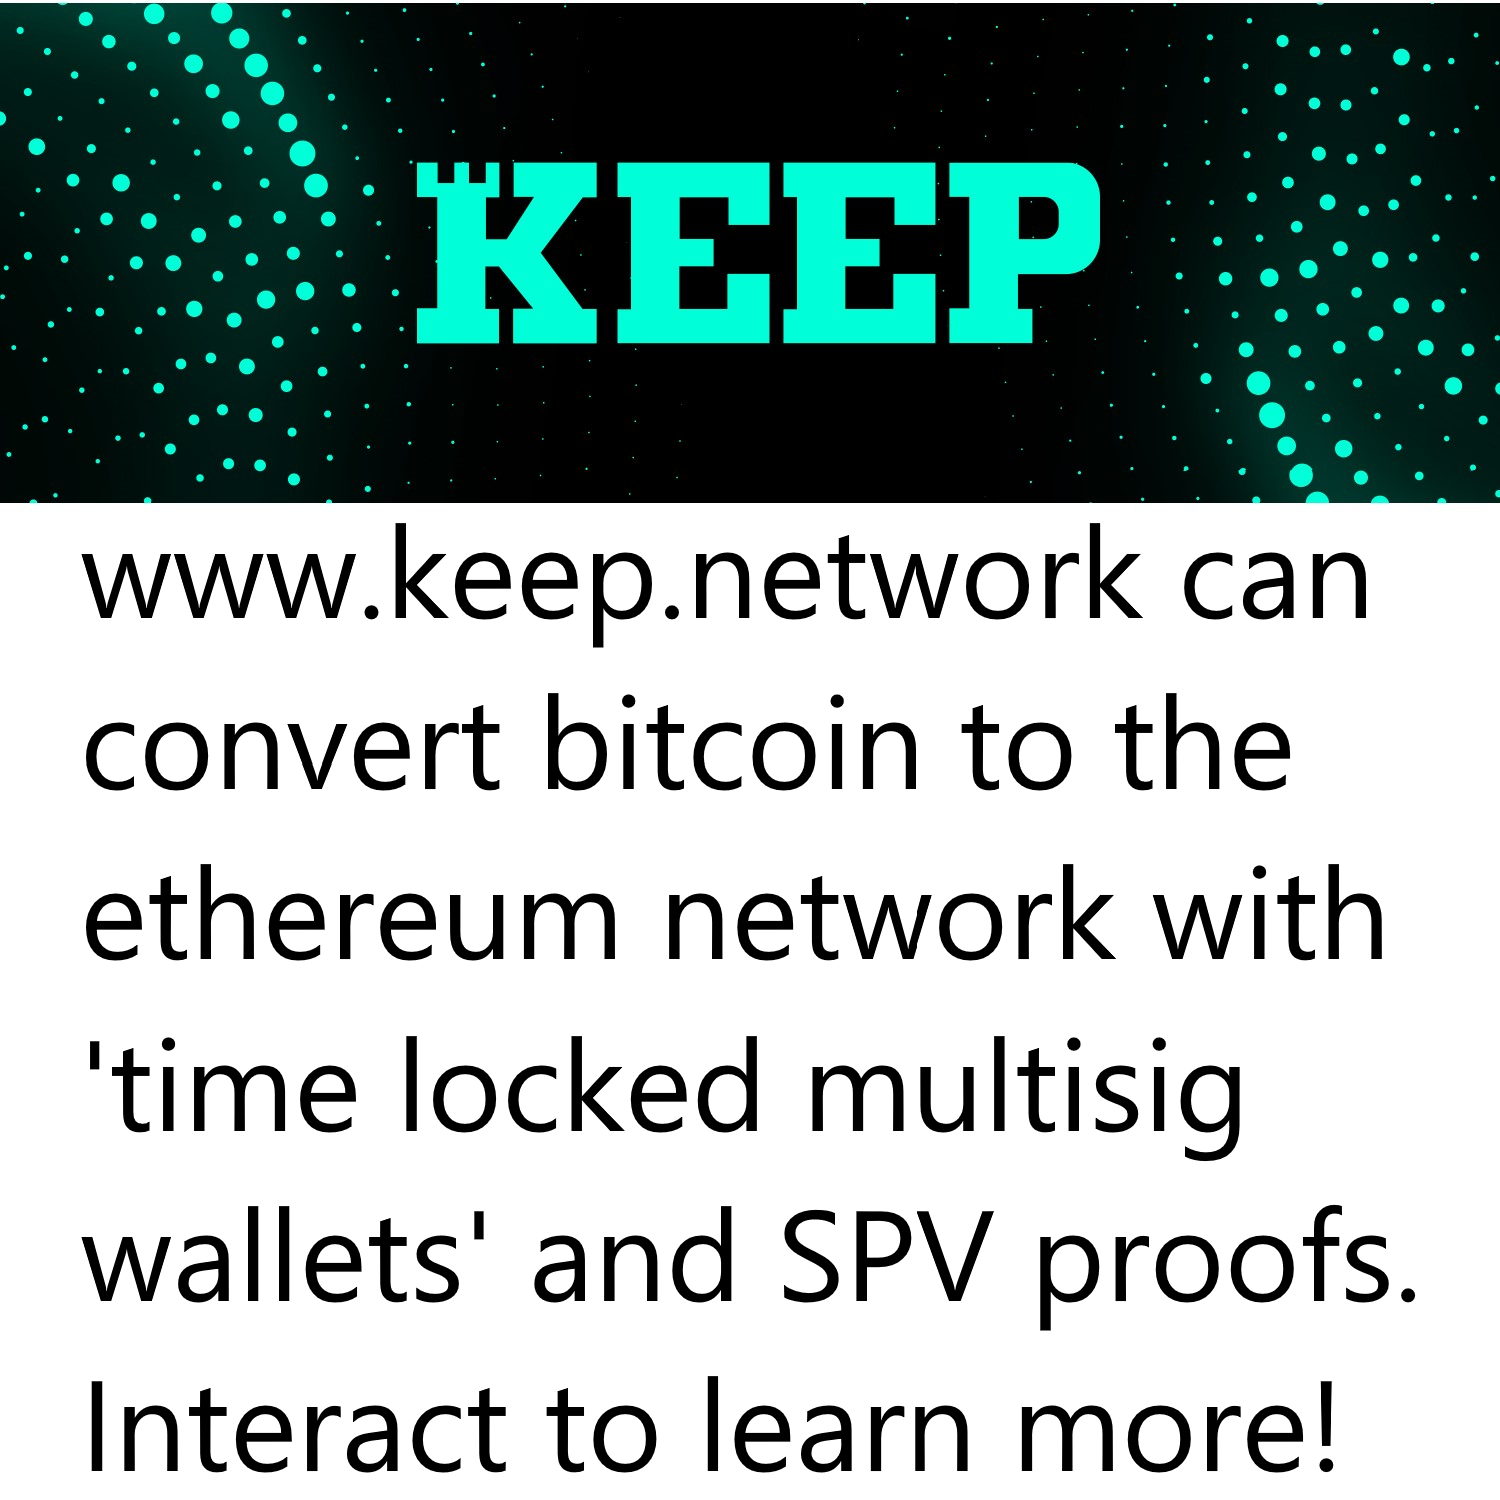 KEEP
www.keep.network can
convert bitcoin to the
ethereum network with
'time locked multisig
wallets' and SPV proofs.
Interact to learn more!